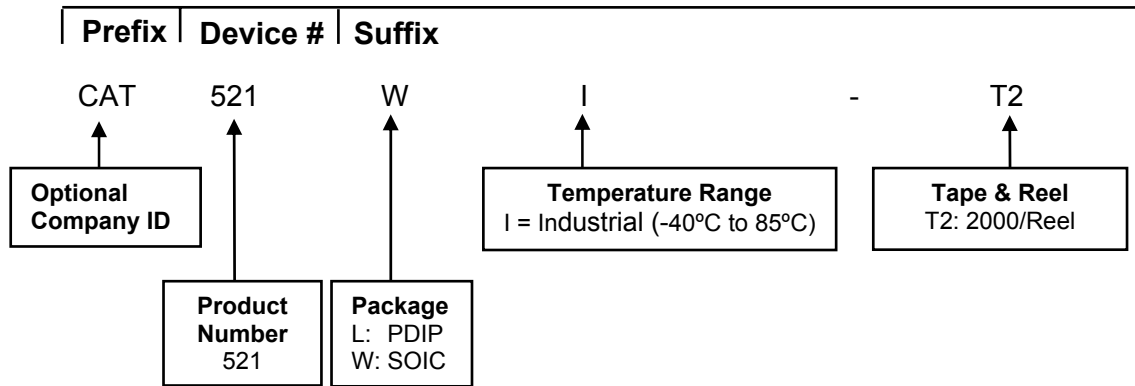 Prefix Device # Suffix
CAT 521 W I - T2
Optional
Company ID
Temperature Range
I = Industrial (-40ºC to 85ºC)
Tape & Reel
T2: 2000/Reel
Product
Number
521
Package
L: PDIP
W: SOIC